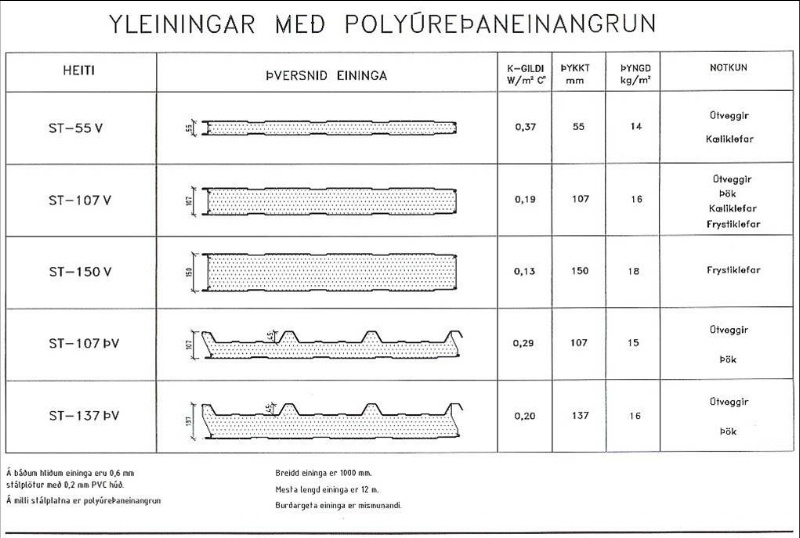 YLEININGAR MEÐ POLYÚREÞANEINANGRUN
HEITI
ÞVERSNIÐ EININGA
K-GILDI
W/m² C°
ÞYKKT
mm
ÞYNGD
kg/m²
NOTKUN
ST-55 V
55
0,37
55
14
Útveggir
Kæliklefar
ST-107 V
107
0,19
107
16
Útveggir
Þök
Kæliklefar
Frystiklefar
ST-150 V
150
0,13
150
18
Frystiklefar
ST-107 ÞV
107
45
0,29
107
15
Útveggir
Þök
ST-137 ÞV
137
45
0,20
137
16
Útveggir
Þök
Á báðum hliðum eininga eru 0,6 mm
stálplötur með 0,2 mm PVC húð.
Á milli stálplatna er polyúreÞaneinangrun
Breidd eininga er 1000 mm.
Mesta lengd eininga er 12 m.
Burðargeta eininga er mismunandi.